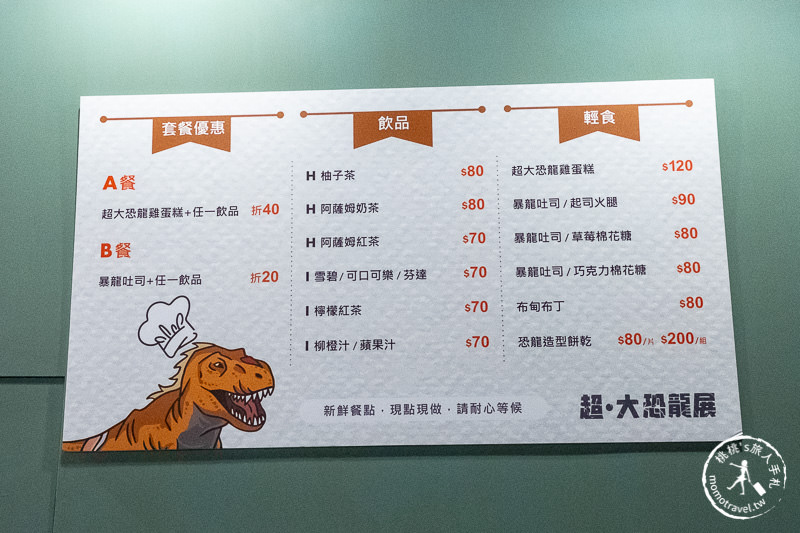 套餐優惠
A餐
超大恐龍雞蛋糕+任一飲品 折40
B餐
暴龍吐司+任一飲品 折20
飲品
H 柚子茶 $80
H 阿薩姆奶茶 $80
H 阿薩姆紅茶 $70
I 雪碧/可口可樂/芬達 $70
I 檸檬紅茶 $70
I 柳橙汁/蘋果汁 $70
輕食
超大恐龍雞蛋糕 $120
暴龍吐司/起司火腿 $90
暴龍吐司/草莓棉花糖 $80
暴龍吐司/巧克力棉花糖 $80
布甸布丁 $80
恐龍造型餅乾 $80/片 $200/組
新鮮餐點．現點現做．請耐心等候
超•大恐龍展
桃桃's旅人手札
momotravel.tw